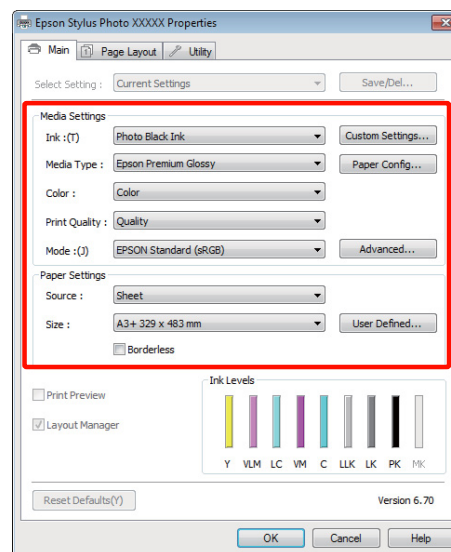 Epson Stylus Photo XXXXX Properties
Main Page Layout Utility
Select Setting : Current Settings Save/Del...
Media Settings
Ink :(T) Photo Black Ink Custom Settings...
Media Type : Epson Premium Glossy Paper Config...
Color : Color
Print Quality : Quality
Mode :(J) EPSON Standard (sRGB) Advanced...
Paper Settings
Source : Sheet
Size : A3+ 329 x 483 mm User Defined...
Borderless
Ink Levels
Print Preview
Layout Manager
Y VLM LC VM C LLK LK PK MK
Reset Defaults(Y) Version 6.70
OK Cancel Help